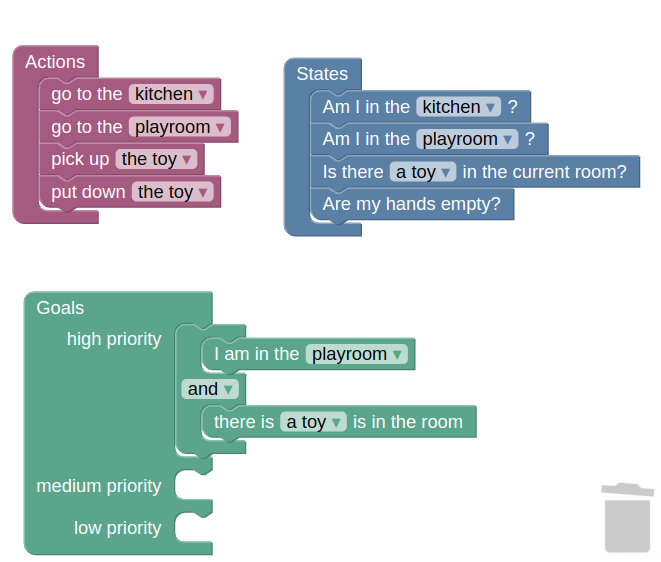 Actions
go to the kitchen ▾
go to the playroom ▾
pick up the toy ▾
put down the toy ▾
States
Am I in the kitchen ▾ ?
Am I in the playroom ▾ ?
Is there a toy ▾ in the current room?
Are my hands empty?
Goals
high priority
I am in the playroom ▾
and ▾
there is a toy ▾ is in the room
medium priority
low priority